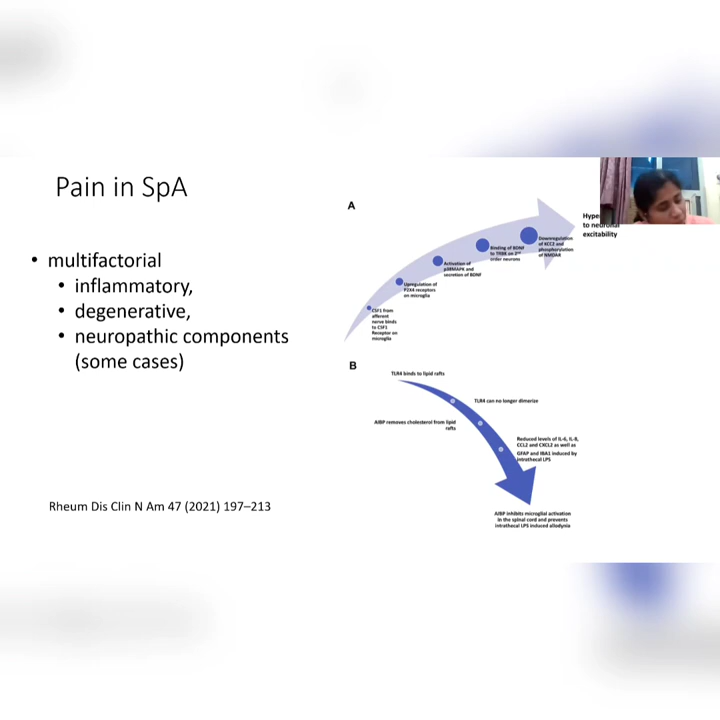 Pain in SpA
• multifactorial
• inflammatory,
• degenerative,
• neuropathic components
(some cases)
Rheum Dis Clin N Am 47 (2021) 197–213
A
Hype
to neuronal
excitability
Downregulation
of KCC2 and
phosphorylation
of NMDAR
Binding of BDNF
to TRKB on 2nd
order neurons
Activation of
p38MAPK and
secretion of BDNF
Upregulation of
P2X4 receptors
on microglia
CSF1 from
afferent
nerve binds
to CSF1
Receptor on
microglia
B
TLR4 binds to lipid rafts
TLR4 can no longer dimerize
AIBP removes cholesterol from lipid
rafts
Reduced levels of IL-6, IL-8,
CCL2 and CXCL2 as well as
GFAP and IBA1 induced by
intrathecal LPS
AIBP inhibits microglial activation
in the spinal cord and prevents
intrathecal LPS induced allodynia